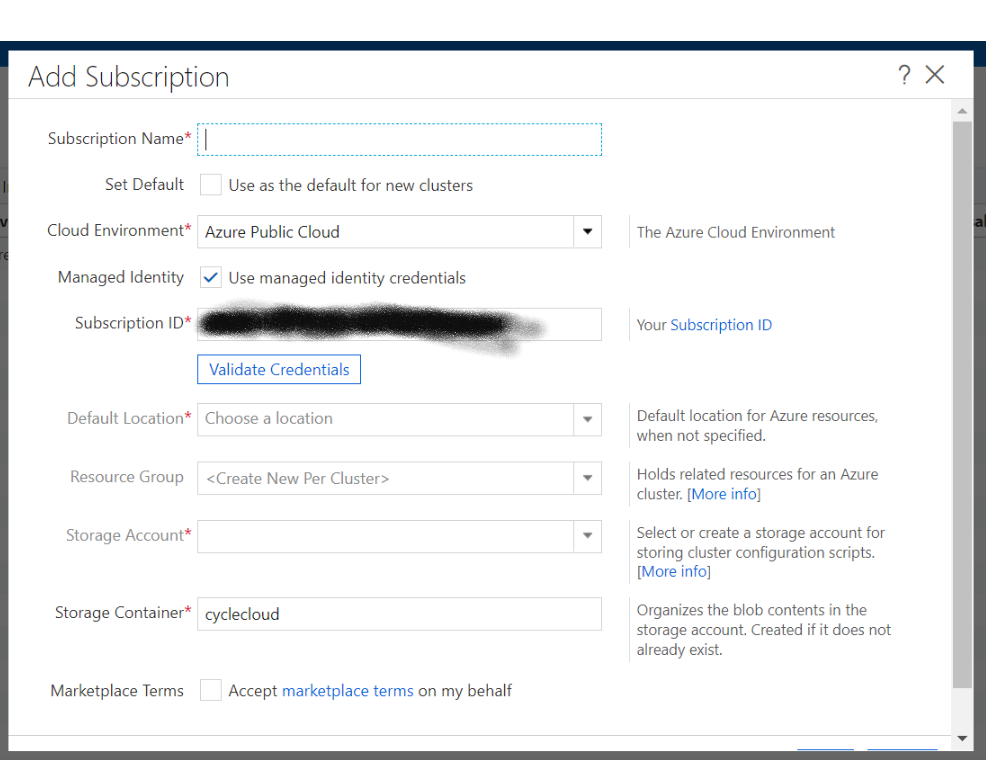 Add Subscription
?
Subscription Name*
Set Default Use as the default for new clusters
Cloud Environment* Azure Public Cloud The Azure Cloud Environment
Managed Identity Use managed identity credentials
Subscription ID* Your Subscription ID
Validate Credentials
Default Location* Choose a location
Default location for Azure resources,
when not specified.
Resource Group <Create New Per Cluster>
Holds related resources for an Azure
cluster. [More info]
Storage Account*
Select or create a storage account for
storing cluster configuration scripts.
[More info]
Storage Container* cyclecloud
Organizes the blob contents in the
storage account. Created if it does not
already exist.
Marketplace Terms Accept marketplace terms on my behalf